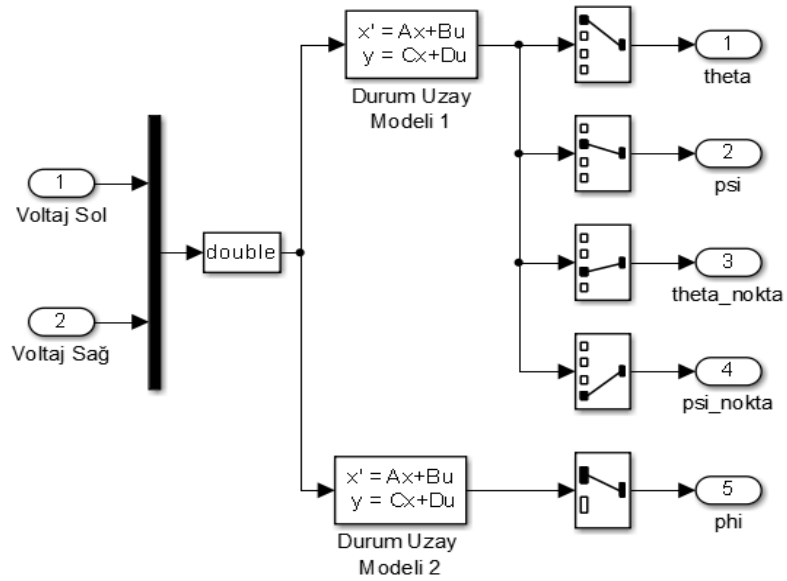 x' = Ax+Bu
y = Cx+Du
Durum Uzay
Modeli 1
1
theta
2
psi
1
Voltaj Sol
double
3
theta_nokta
2
Voltaj Sağ
4
psi_nokta
x' = Ax+Bu
y = Cx+Du
Durum Uzay
Modeli 2
5
phi